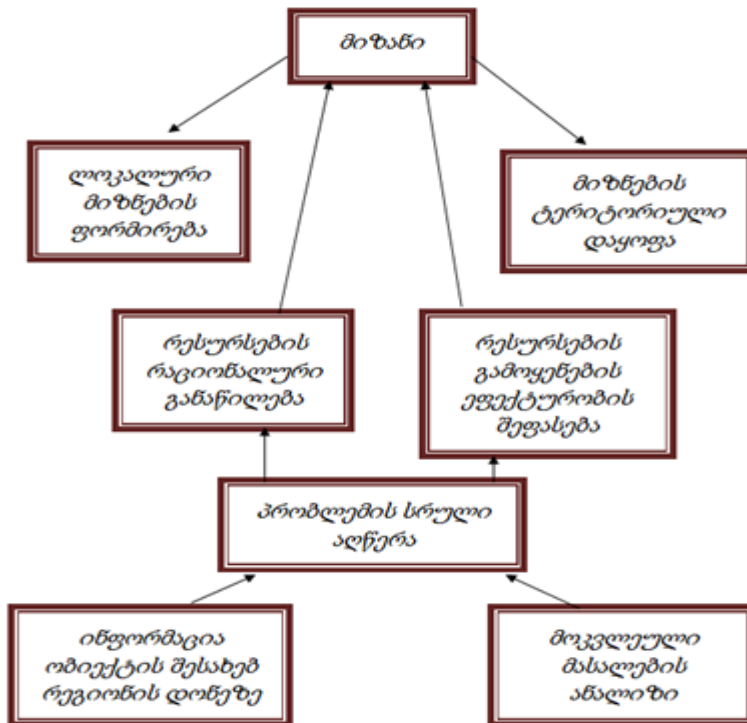 მიზანი
ლოკალური
მიზნების
ფორმირება
მიზნების
ტერიტორიული
დაყოფა
რესურსების
რაციონალური
განაწილება
რესურსების
გამოყენების
ეფექტურობის
შეფასება
პრობლემის სრული
აღწერა
ინფორმაცია
ობიექტის შესახებ
რეგიონის დონეზე
მოკვლეული
მასალების
ანალიზი